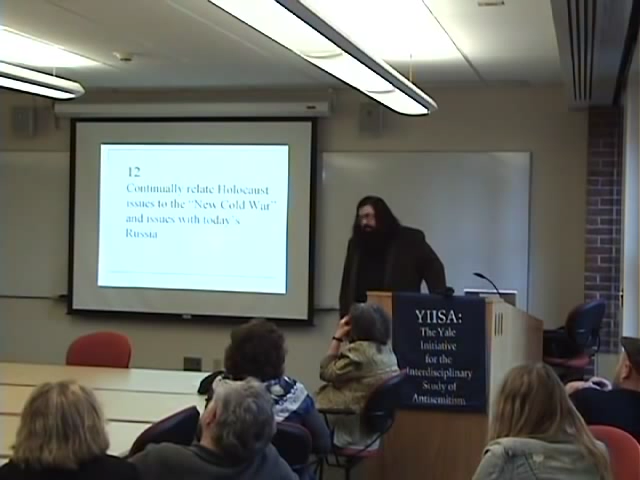 12
Continually relate Holocaust
issues to the "New Cold War"
and issues with today's
Russia
YIISA:
The Yale
Initiative
for the
Interdisciplinary
Study of
Antisemitism